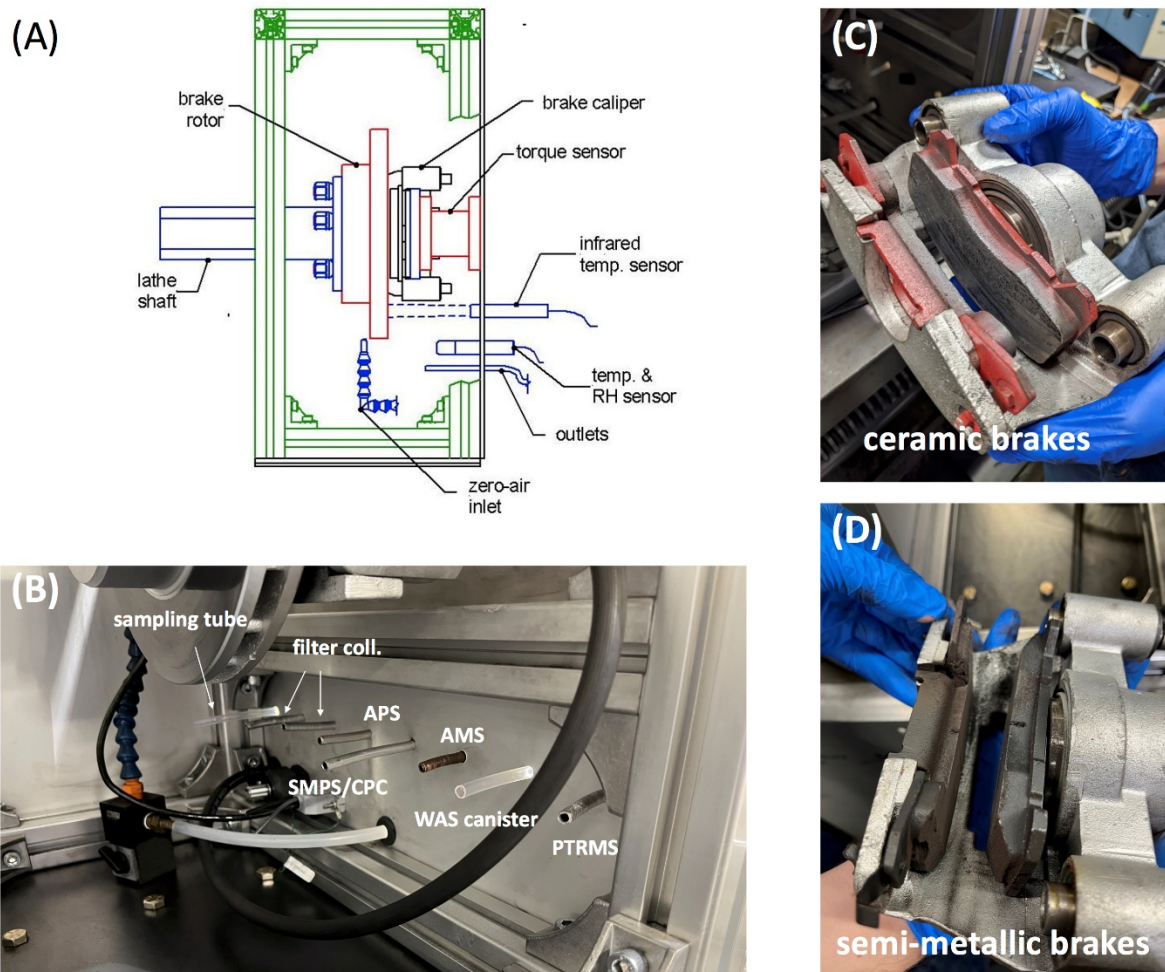 (A)
brake
rotor
brake caliper
torque sensor
infrared
temp. sensor
lathe
shaft
temp. &
RH sensor
outlets
zero-air
inlet
(B)
sampling tube
filter coll.
APS
AMS
SMPS/CPC
WAS canister
PTRMS
(C)
ceramic brakes
(D)
semi-metallic brakes